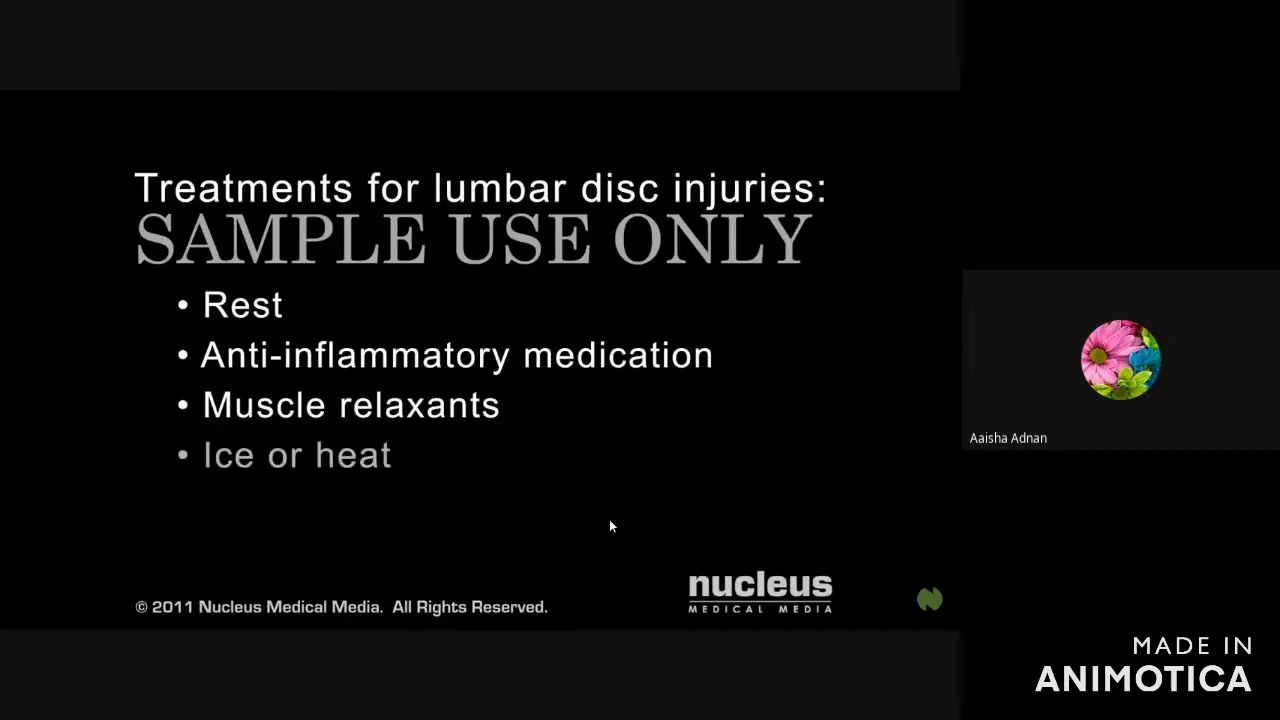 Treatments for lumbar disc injuries:
SAMPLE USE ONLY
• Rest
• Anti-inflammatory medication
• Muscle relaxants
• Ice or heat
Aaisha Adnan
nucleus
MEDICAL MEDIA
© 2011 Nucleus Medical Media. All Rights Reserved.
MADE IN
ANIMOTICA